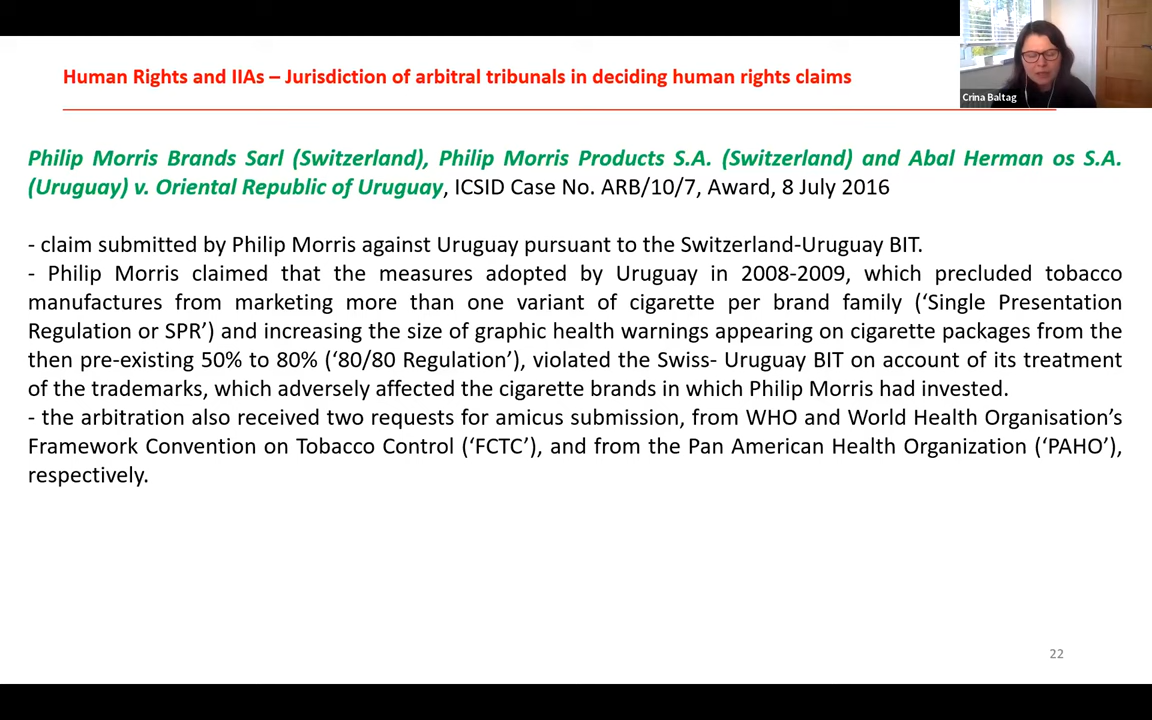 Human Rights and IIAs – Jurisdiction of arbitral tribunals in deciding human rights claims
Crina Baltag
Philip Morris Brands Sarl (Switzerland), Philip Morris Products S.A. (Switzerland) and Abal Herman os S.A.
(Uruguay) v. Oriental Republic of Uruguay, ICSID Case No. ARB/10/7, Award, 8 July 2016
- claim submitted by Philip Morris against Uruguay pursuant to the Switzerland-Uruguay BIT.
- Philip Morris claimed that the measures adopted by Uruguay in 2008-2009, which precluded tobacco
manufactures from marketing more than one variant of cigarette per brand family (‘Single Presentation
Regulation or SPR’) and increasing the size of graphic health warnings appearing on cigarette packages from the
then pre-existing 50% to 80% (‘80/80 Regulation’), violated the Swiss- Uruguay BIT on account of its treatment
of the trademarks, which adversely affected the cigarette brands in which Philip Morris had invested.
- the arbitration also received two requests for amicus submission, from WHO and World Health Organisation’s
Framework Convention on Tobacco Control (‘FCTC’), and from the Pan American Health Organization (‘PAHO’),
respectively.
22